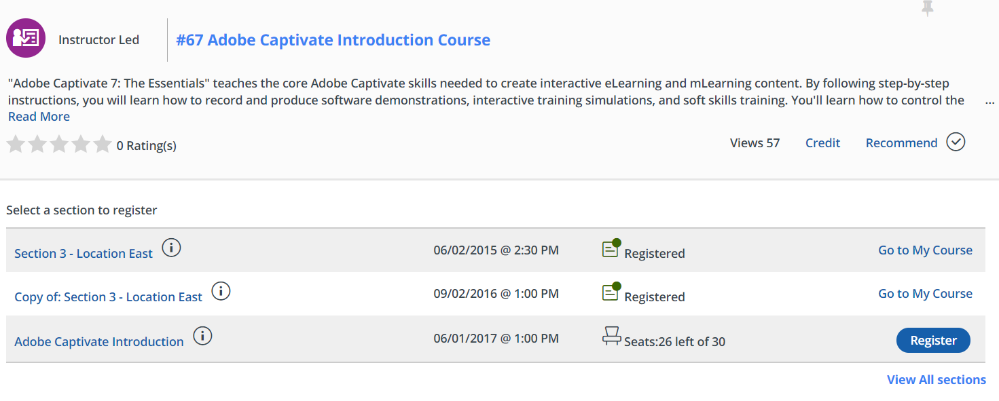 Instructor Led
#67 Adobe Captivate Introduction Course
"Adobe Captivate 7: The Essentials" teaches the core Adobe Captivate skills needed to create interactive eLearning and mLearning content. By following step-by-step
instructions, you will learn how to record and produce software demonstrations, interactive training simulations, and soft skills training. You'll learn how to control the ...
Read More
0 Rating(s) Views 57 Credit Recommend
Select a section to register
Section 3 - Location East 06/02/2015 @ 2:30 PM Registered Go to My Course
Copy of: Section 3 - Location East 09/02/2016 @ 1:00 PM Registered Go to My Course
Adobe Captivate Introduction 06/01/2017 @ 1:00 PM Seats:26 left of 30 Register
View All sections